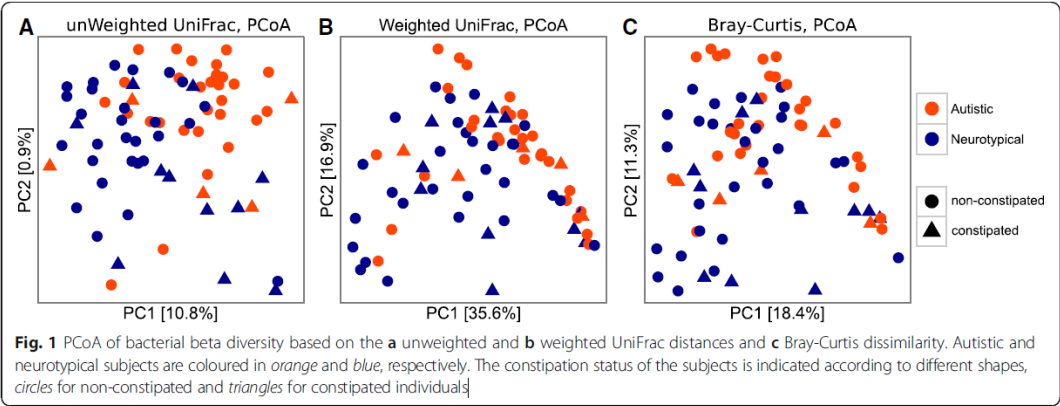 A
unWeighted UniFrac, PCoA
PC2 [0.9%]
PC1 [10.8%]
B
Weighted UniFrac, PCoA
PC2 [16.9%]
PC1 [35.6%]
C
Bray-Curtis, PCoA
PC2 [11.3%]
PC1 [18.4%]
Autistic
Neurotypical
non-constipated
constipated
Fig. 1 PCoA of bacterial beta diversity based on the a unweighted and b weighted UniFrac distances and c Bray-Curtis dissimilarity. Autistic and
neurotypical subjects are coloured in orange and blue, respectively. The constipation status of the subjects is indicated according to different shapes,
circles for non-constipated and triangles for constipated individuals